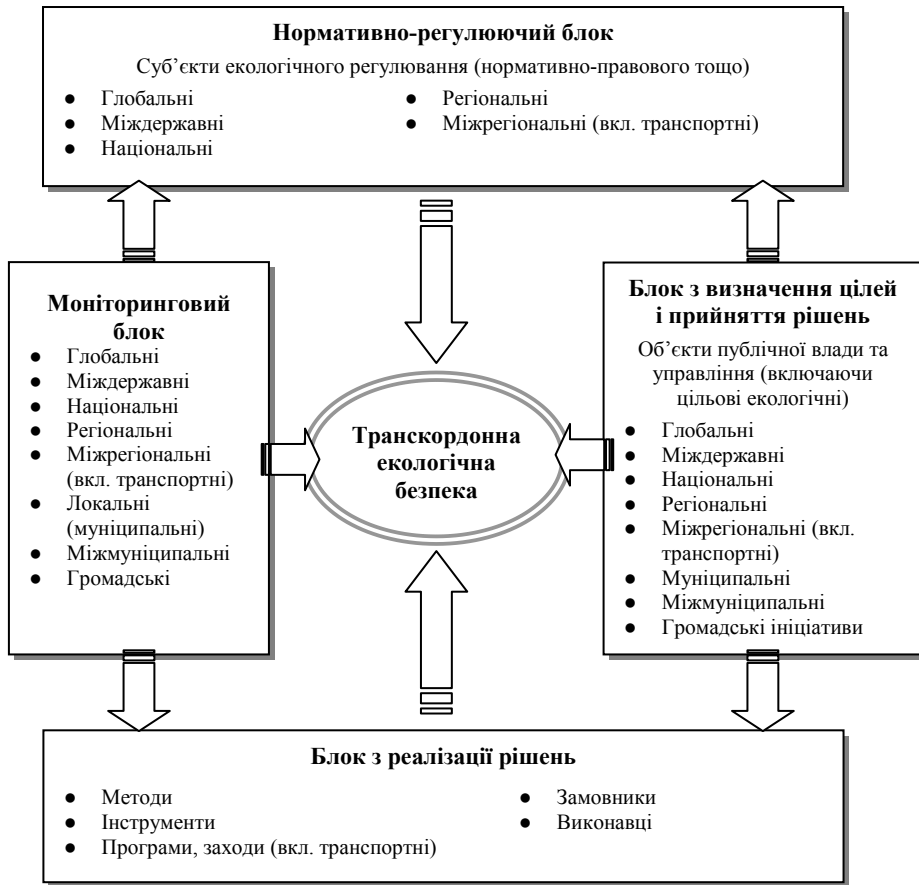 Нормативно-регулюючий блок
Суб’єкти екологічного регулювання (нормативно-правового тощо)
● Глобальні
● Міждержавні
● Національні
● Регіональні
● Міжрегіональні (вкл. транспортні)
Моніторинговий
блок
● Глобальні
● Міждержавні
● Національні
● Регіональні
● Міжрегіональні
(вкл. транспортні)
● Локальні
(муніципальні)
● Міжмуніципальні
● Громадські
Транскордонна
екологічна
безпека
Блок з визначення цілей
і прийняття рішень
Об’єкти публічної влади та
управління (включаючи
цільові екологічні)
● Глобальні
● Міждержавні
● Національні
● Регіональні
● Міжрегіональні (вкл.
транспортні)
● Муніципальні
● Міжмуніципальні
● Громадські ініціативи
Блок з реалізації рішень
● Методи
● Інструменти
● Програми, заходи (вкл. транспортні)
● Замовники
● Виконавці